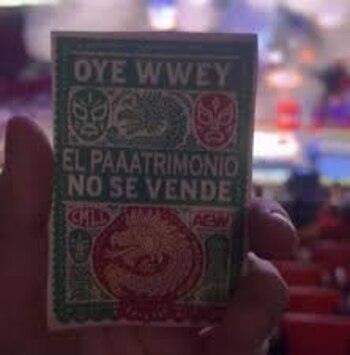 OYE WWEY
EL PAAATRIMONIO
NO SE VENDE
CMLL AEW